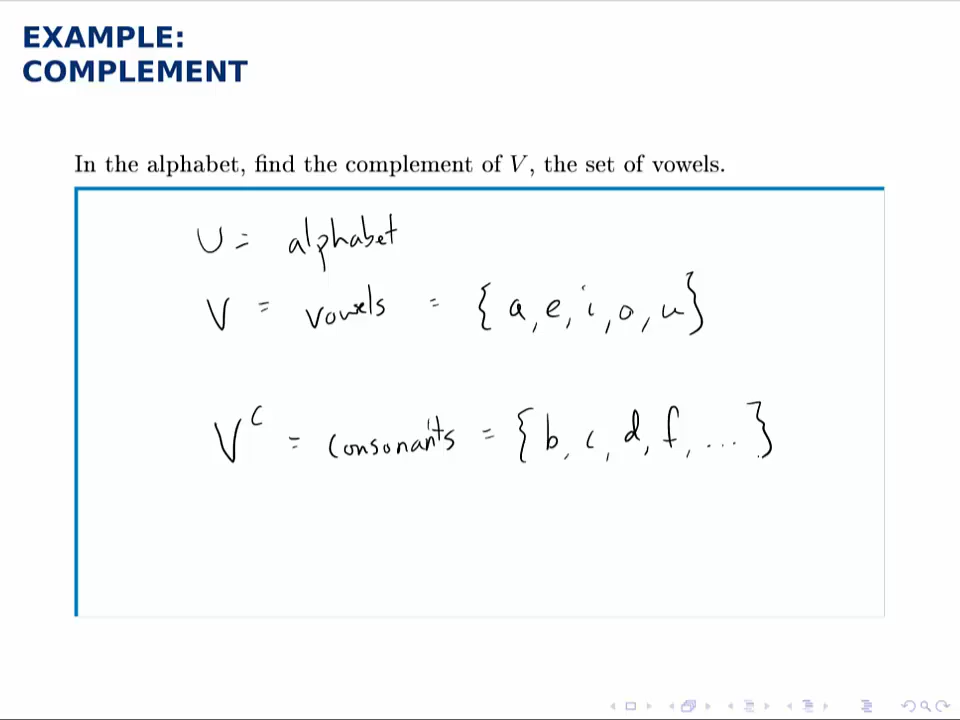 EXAMPLE:
COMPLEMENT
In the alphabet, find the complement of V, the set of vowels.
U = alphabet
V = vowels = {a, e, i, o, u}
V^c = consonants = {b, c, d, f, ...}